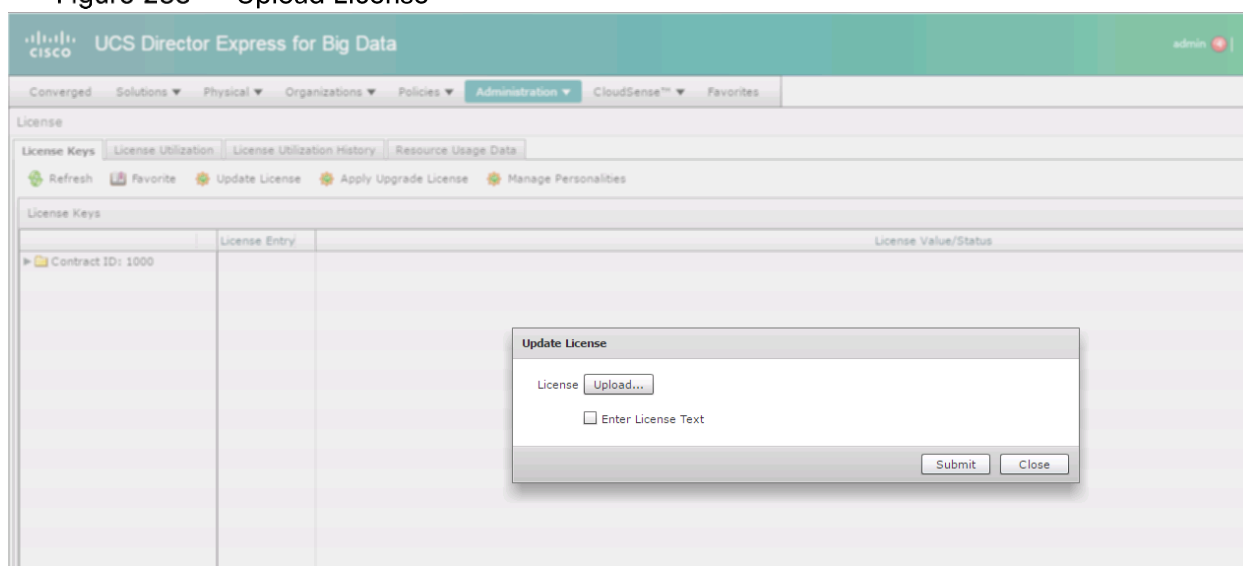 Upload License
CISCO UCS Director Express for Big Data
admin
Converged Solutions Physical Organizations Policies Administration CloudSense™ Favorites
License
License Keys License Utilization License Utilization History Resource Usage Data
Refresh Favorite Update License Apply Upgrade License Manage Personalities
License Keys
License Entry License Value/Status
Contract ID: 1000
Update License
License Upload...
Enter License Text
Submit Close